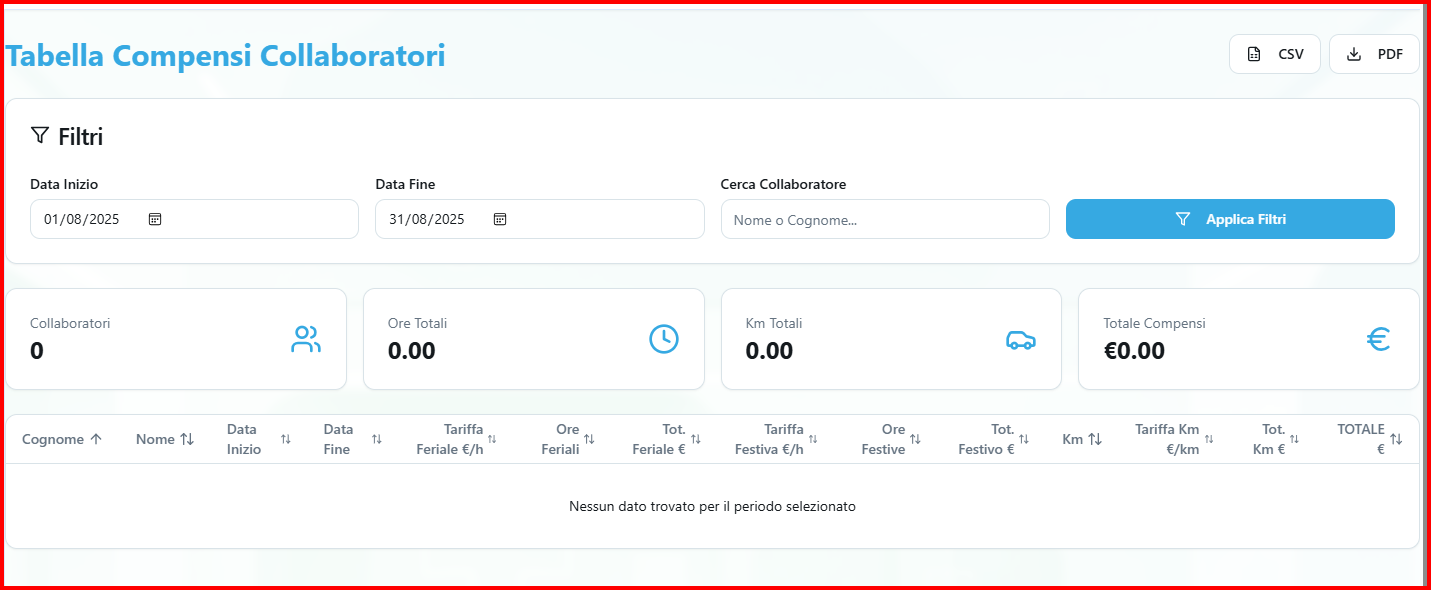 Tabella Compensi Collaboratori
CSV
PDF
Filtri
Data Inizio
Data Fine
Cerca Collaboratore
01/08/2025
31/08/2025
Nome o Cognome...
Applica Filtri
Collaboratori
0
Ore Totali
0.00
Km Totali
0.00
Totale Compensi
€0.00
Cognome
Nome
Data
Inizio
Data
Fine
Tariffa
Feriale €/h
Ore
Feriali
Tot.
Feriale €
Tariffa
Festiva €/h
Ore
Festive
Tot.
Festivo €
Km
Tariffa Km
€/km
Tot.
Km €
TOTALE
€
Nessun dato trovato per il periodo selezionato